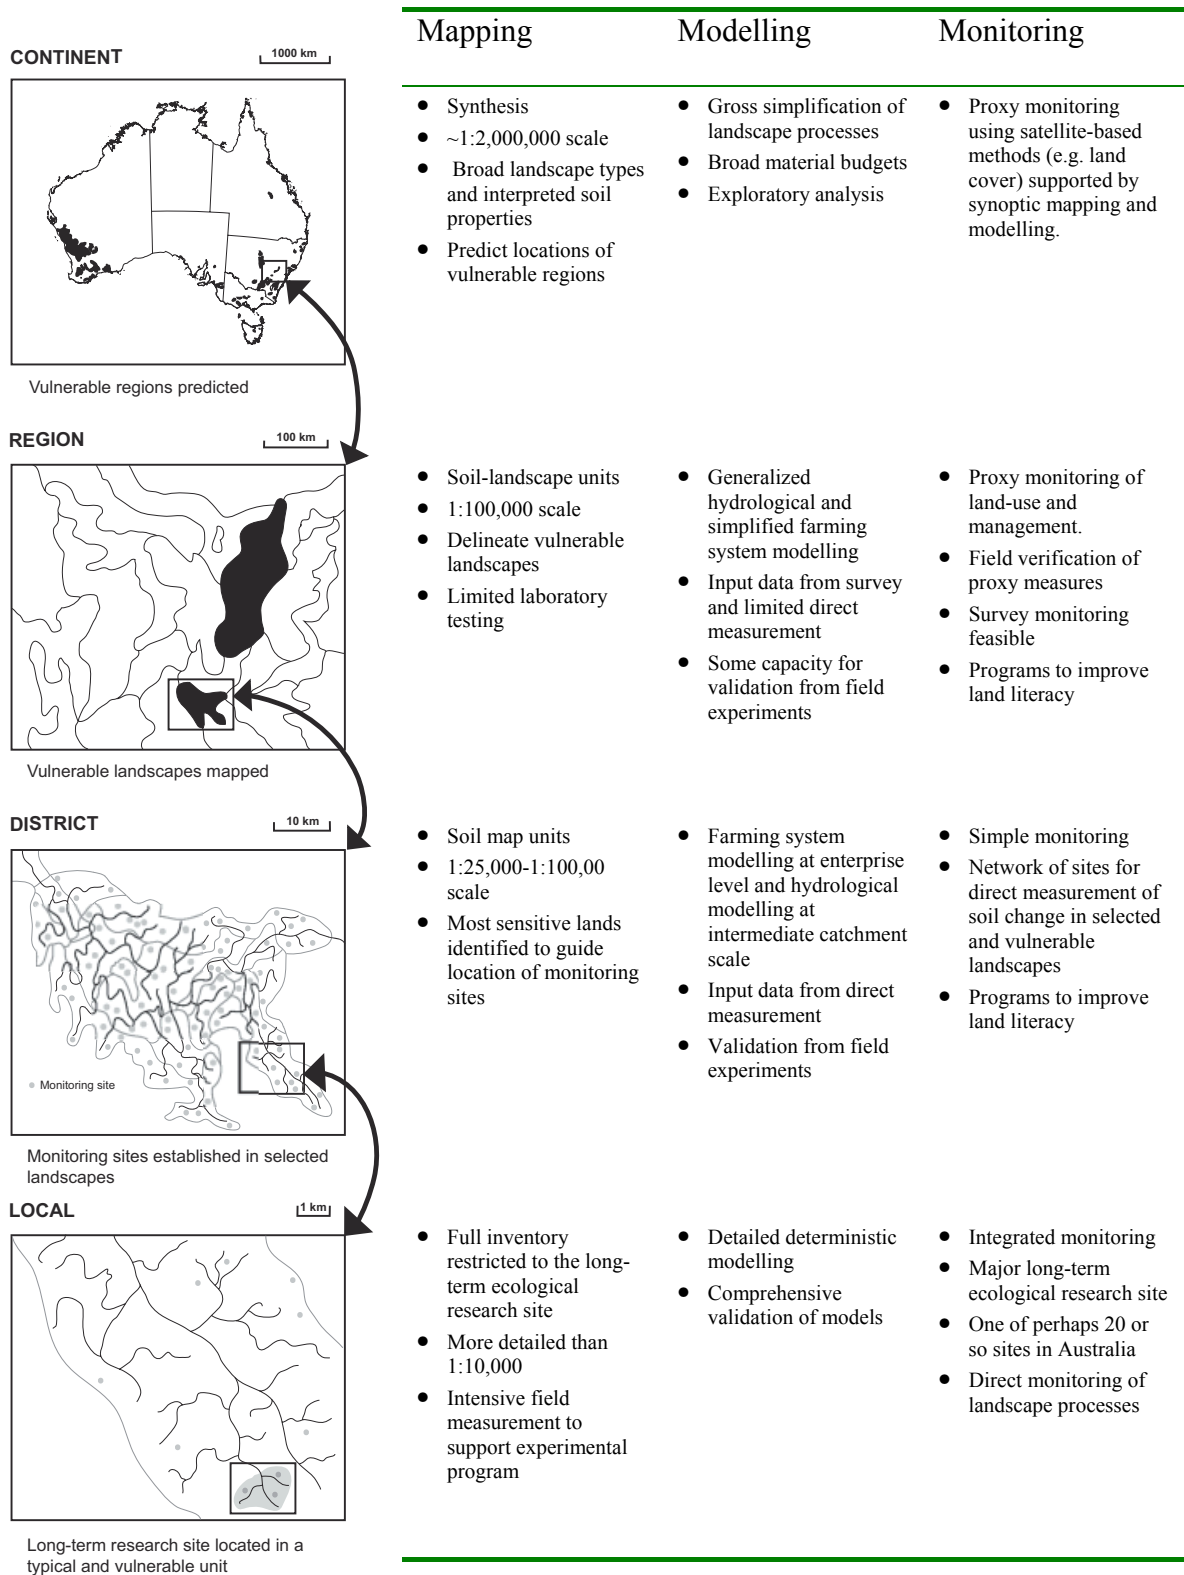 Mapping
Modelling
Monitoring
CONTINENT
1000 km
Vulnerable regions predicted
• Synthesis
• ~1:2,000,000 scale
• Broad landscape types
and interpreted soil
properties
• Predict locations of
vulnerable regions
• Gross simplification of
landscape processes
• Broad material budgets
• Exploratory analysis
• Proxy monitoring
using satellite-based
methods (e.g. land
cover) supported by
synoptic mapping and
modelling.
REGION
100 km
Vulnerable landscapes mapped
• Soil-landscape units
• 1:100,000 scale
• Delineate vulnerable
landscapes
• Limited laboratory
testing
• Generalized
hydrological and
simplified farming
system modelling
• Input data from survey
and limited direct
measurement
• Some capacity for
validation from field
experiments
• Proxy monitoring of
land-use and
management.
• Field verification of
proxy measures
• Survey monitoring
feasible
• Programs to improve
land literacy
DISTRICT
10 km
Monitoring site
Monitoring sites established in selected
landscapes
• Soil map units
• 1:25,000-1:100,00
scale
• Most sensitive lands
identified to guide
location of monitoring
sites
• Farming system
modelling at enterprise
level and hydrological
modelling at
intermediate catchment
scale
• Input data from direct
measurement
• Validation from field
experiments
• Simple monitoring
• Network of sites for
direct measurement of
soil change in selected
and vulnerable
landscapes
• Programs to improve
land literacy
LOCAL
1 km
Long-term research site located in a
typical and vulnerable unit
• Full inventory
restricted to the long-
term ecological
research site
• More detailed than
1:10,000
• Intensive field
measurement to
support experimental
program
• Detailed deterministic
modelling
• Comprehensive
validation of models
• Integrated monitoring
• Major long-term
ecological research site
• One of perhaps 20 or
so sites in Australia
• Direct monitoring of
landscape processes